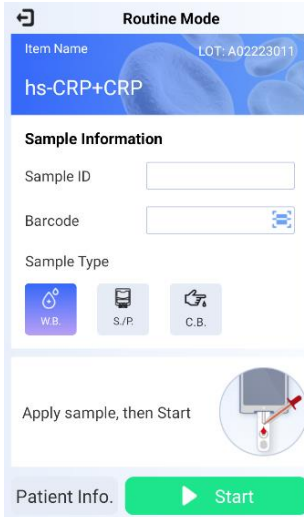 Routine Mode
Item Name
LOT: A02223011
hs-CRP+CRP
Sample Information
Sample ID
Barcode
Sample Type
W.B.
S./P.
C.B.
Apply sample, then Start
Patient Info.
Start